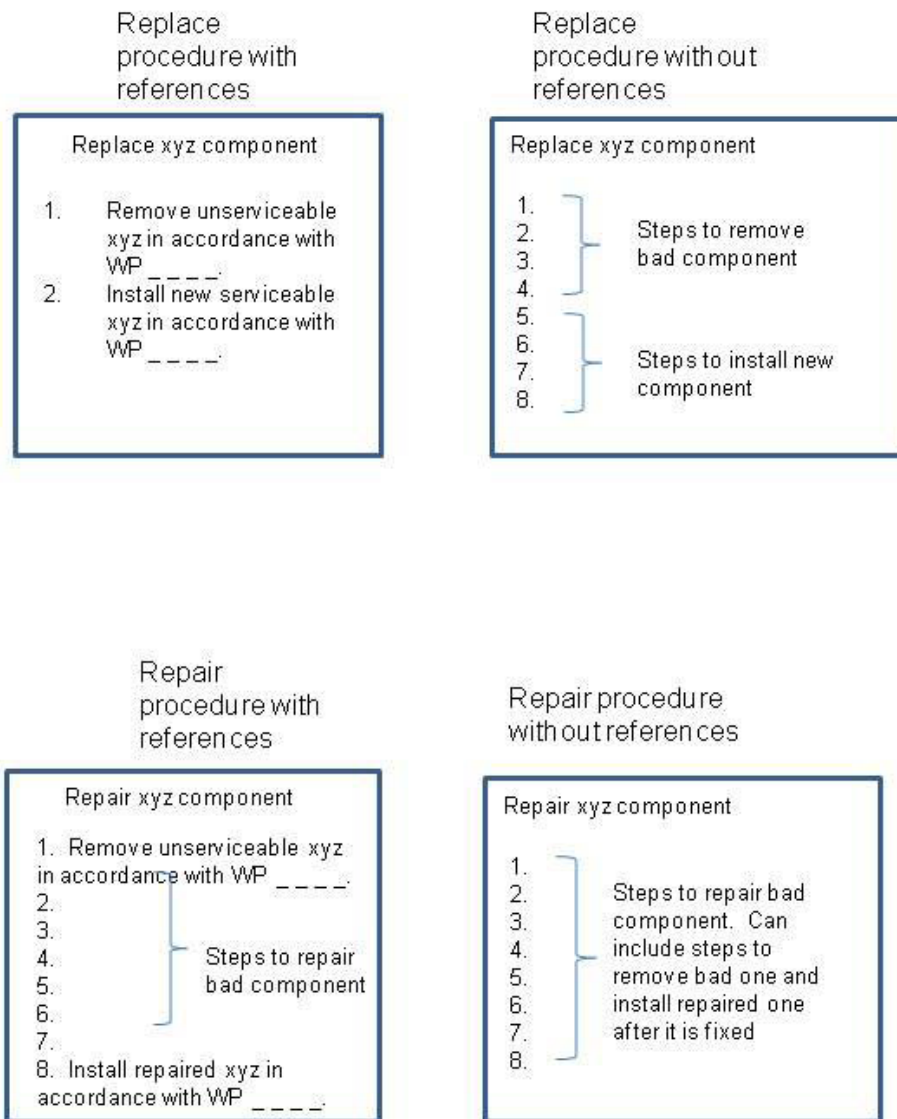 Replace
procedure with
references
Replace xyz component
1. Remove unserviceable
xyz in accordance with
WP _ _ _ _.
2. Install new serviceable
xyz in accordance with
WP _ _ _ _.
Replace
procedure without
references
Replace xyz component
1.
2.
3.
4.
Steps to remove
bad component
5.
6.
7.
8.
Steps to install new
component
Repair
procedure with
references
Repair xyz component
1. Remove unserviceable xyz
in accordance with WP _ _ _ _.
2.
3.
4.
5.
6.
7.
Steps to repair
bad component
8. Install repaired xyz in
accordance with WP _ _ _ _.
Repair procedure
without references
Repair xyz component
1.
2.
3.
4.
5.
6.
7.
8.
Steps to repair bad
component. Can
include steps to
remove bad one and
install repaired one
after it is fixed